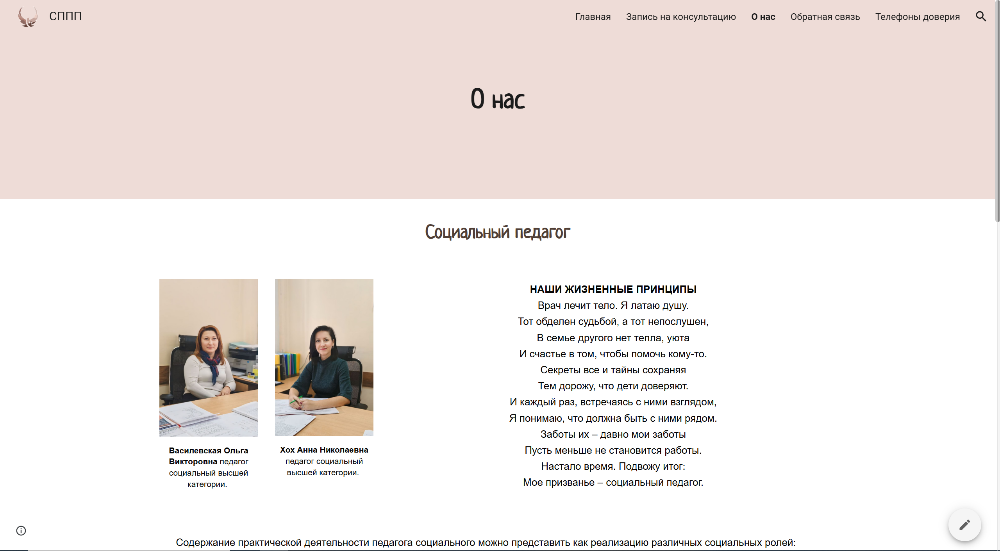 СППП
Главная
Запись на консультацию
О нас
Обратная связь
Телефоны доверия
О нас
Социальный педагог
Василевская Ольга
Викторовна педагог
социальный высшей
категории.
Хох Анна Николаевна
педагог социальный
высшей категории.
НАШИ ЖИЗНЕННЫЕ ПРИНЦИПЫ
Врач лечит тело. Я латаю душу.
Тот обделен судьбой, а тот непослушен,
В семье другого нет тепла, уюта
И счастье в том, чтобы помочь кому-то.
Секреты все и тайны сохраняя
Тем дорожу, что дети доверяют.
И каждый раз, встречаясь с ними взглядом,
Я понимаю, что должна быть с ними рядом.
Заботы их – давно мои заботы
Пусть меньше не становится работы.
Настало время. Подвожу итог:
Мое призванье – социальный педагог.
Содержание практической деятельности педагога социального можно представить как реализацию различных социальных ролей: